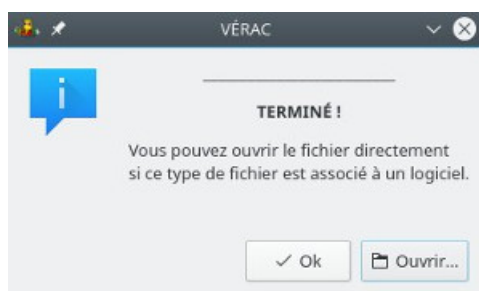 VÉRAC
TERMINÉ !
Vous pouvez ouvrir le fichier directement
si ce type de fichier est associé à un logiciel.
Ok
Ouvrir...